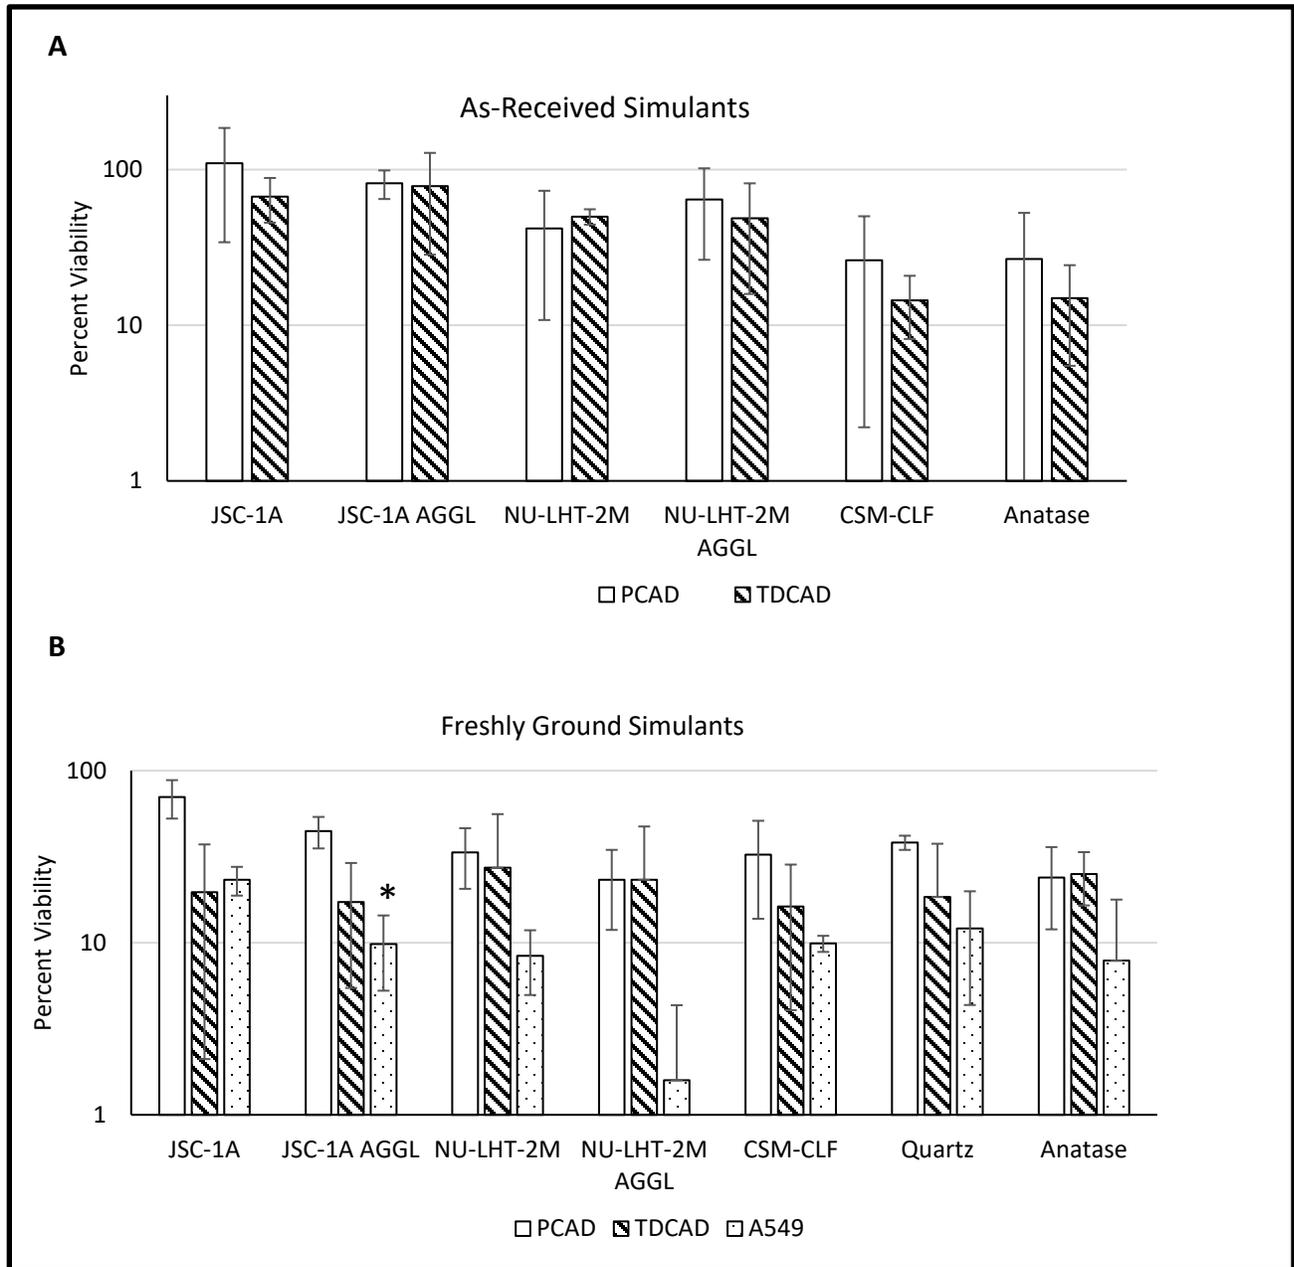 A
As-Received Simulants
Percent Viability
100
10
1
JSC-1A JSC-1A AGGL NU-LHT-2M NU-LHT-2M CSM-CLF Anatase
AGGL
PCAD TDCAD
B
Freshly Ground Simulants
Percent Viability
100
10
1
*
JSC-1A JSC-1A AGGL NU-LHT-2M NU-LHT-2M CSM-CLF Quartz Anatase
AGGL
PCAD TDCAD A549